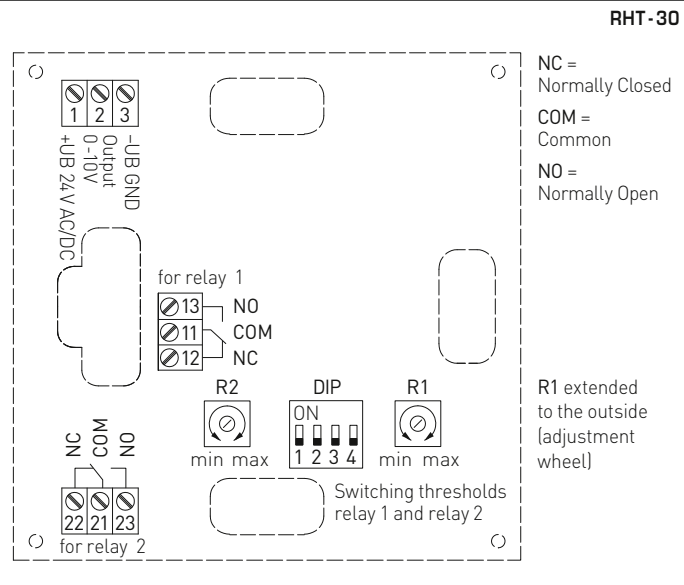 RHT-30
NC =
Normally Closed
COM =
Common
NO =
Normally Open
1 2 3
+UB 24V AC/DC
Output
0-10V
-UB GND
for relay 1
13 NO
11 COM
12 NC
R2
min max
DIP
ON
1 2 3 4
R1
min max
R1 extended
to the outside
(adjustment
wheel)
Switching thresholds
relay 1 and relay 2
NC COM NO
22 21 23
for relay 2